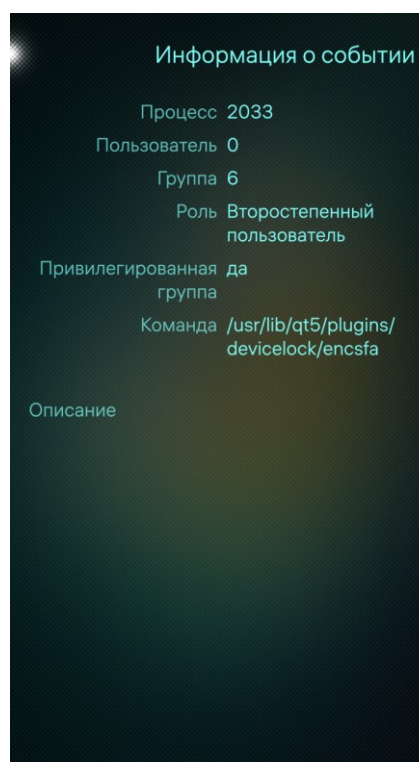 Информация о событии
Процесс 2033
Пользователь 0
Группа 6
Роль Второстепенный
пользователь
Привилегированная да
группа
Команда /usr/lib/qt5/plugins/
devicelock/encsfa
Описание